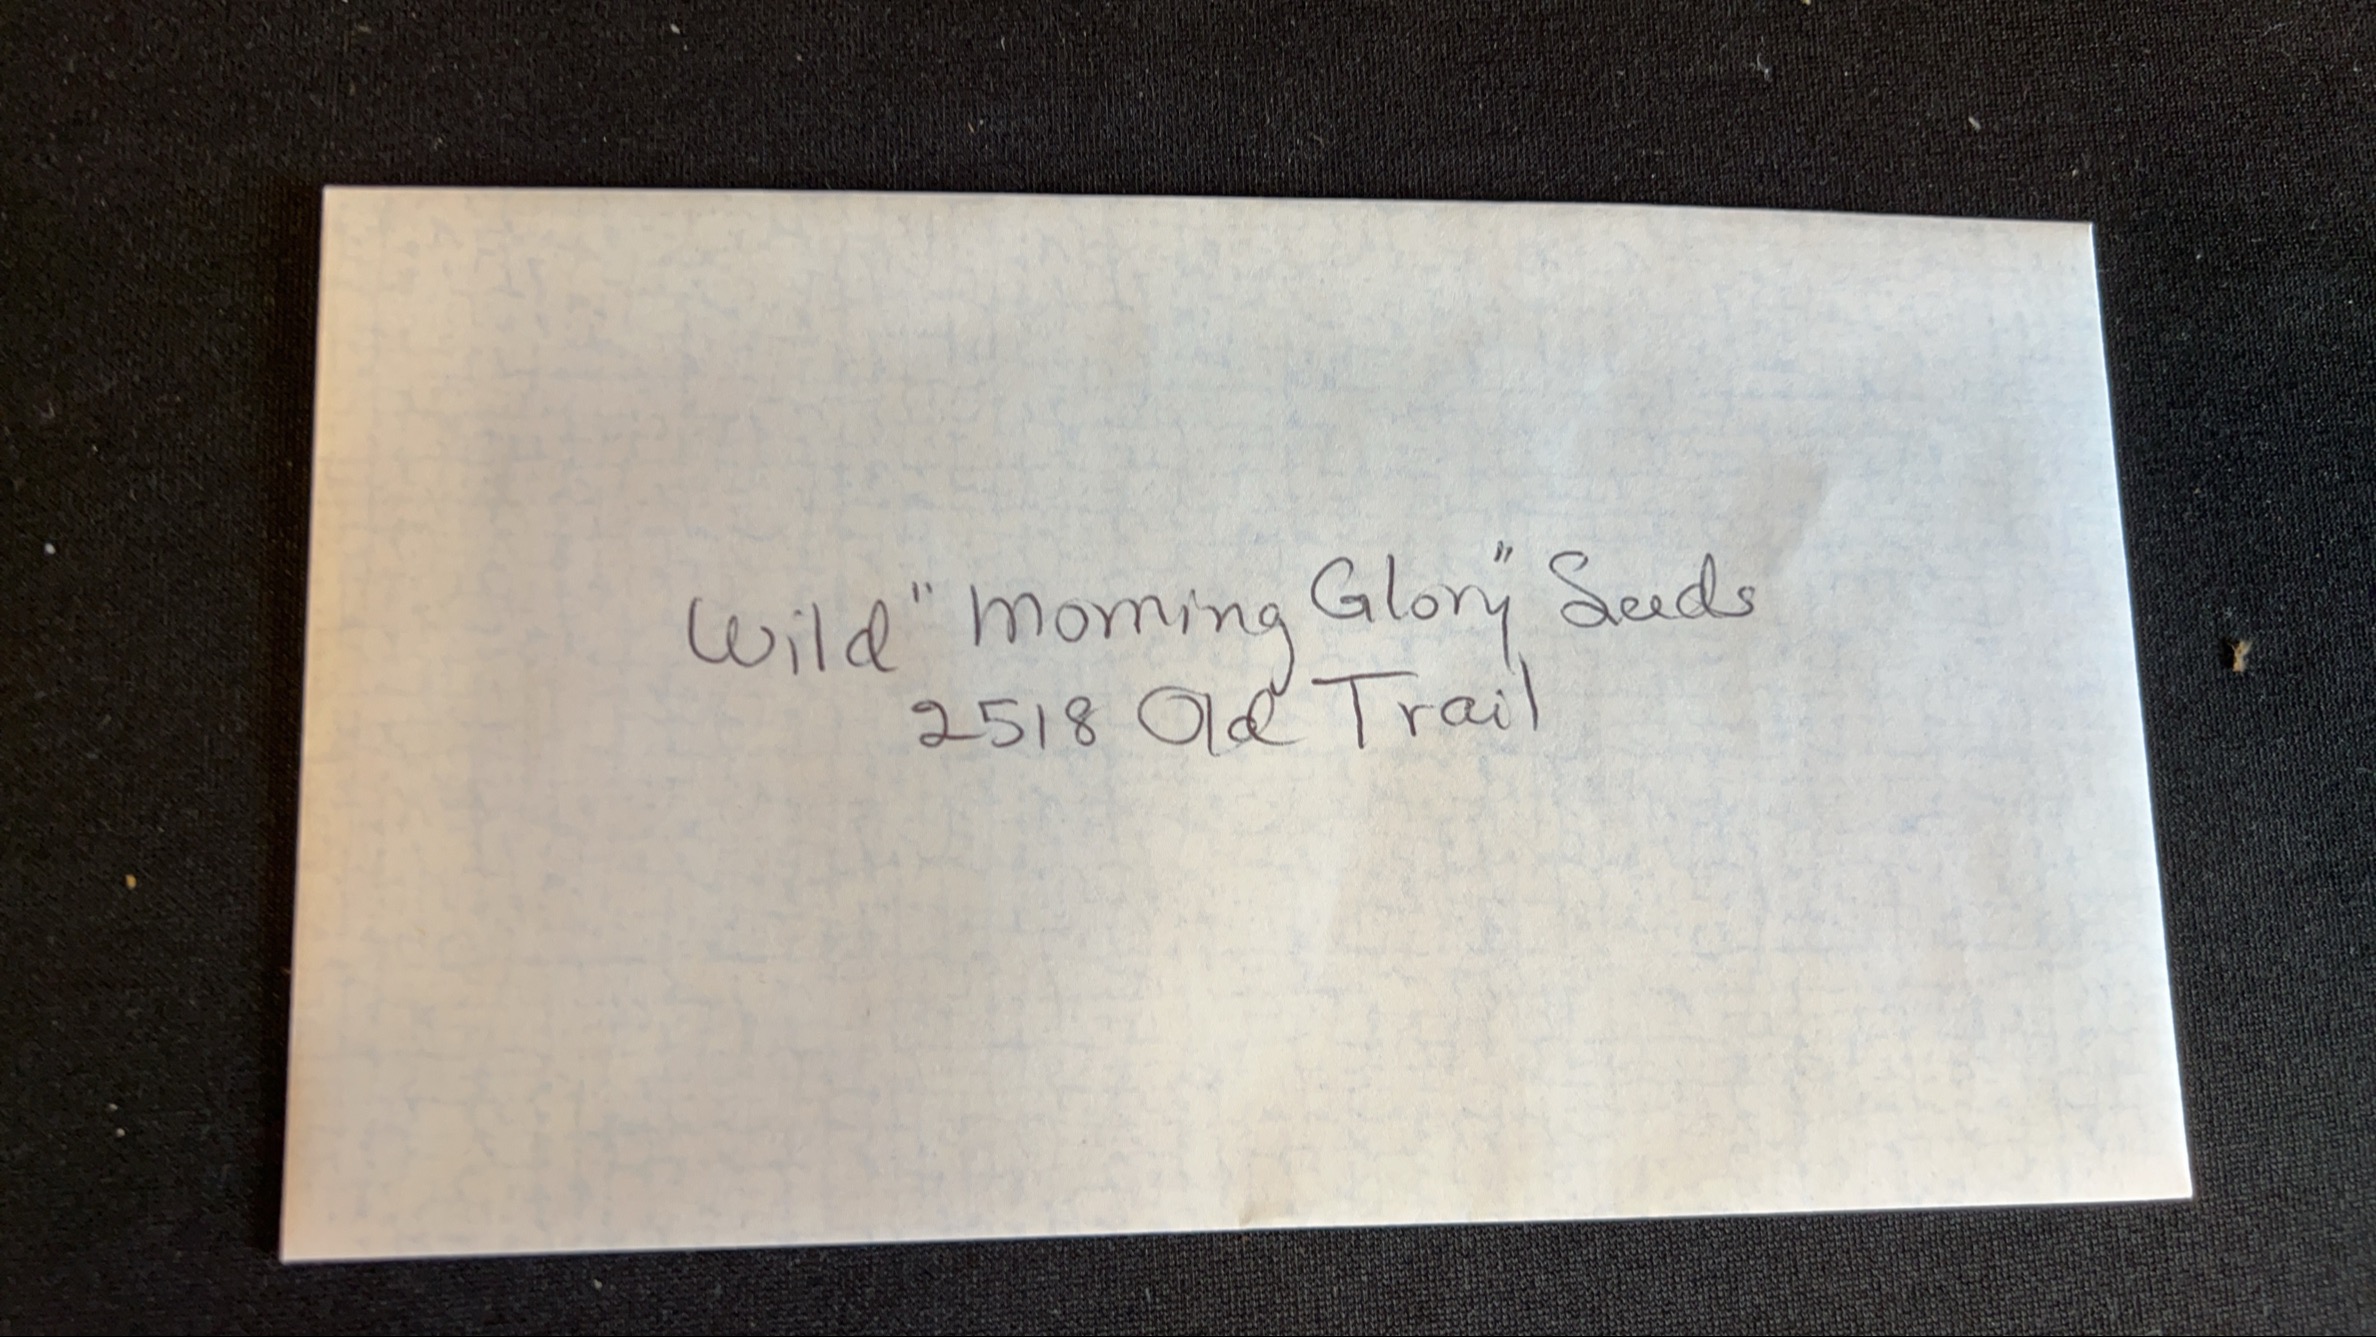 Wild "Morning Glory" Seeds
2518 Old Trail